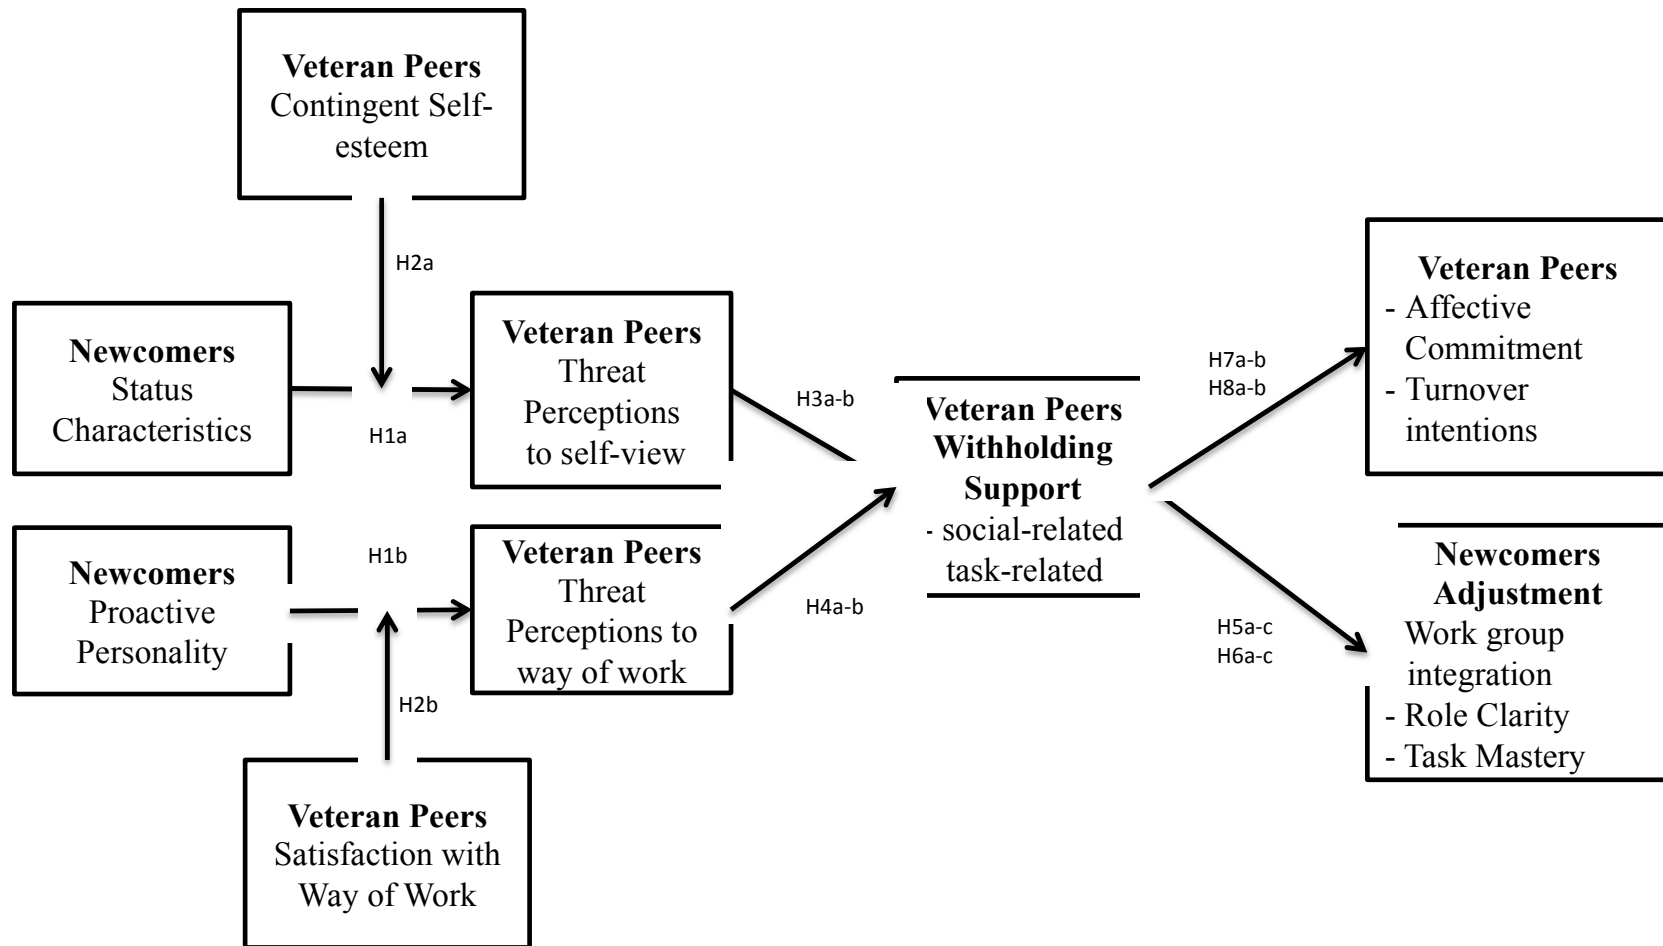 Veteran Peers
Contingent Self-
esteem
H2a
Newcomers
Status
Characteristics
H1a
Veteran Peers
Threat
Perceptions
to self-view
H3a-b
Newcomers
Proactive
Personality
H1b
Veteran Peers
Threat
Perceptions to
way of work
H4a-b
H2b
Veteran Peers
Satisfaction with
Way of Work
Veteran Peers
Withholding
Support
- social-related
task-related
H7a-b
H8a-b
Veteran Peers
- Affective
Commitment
- Turnover
intentions
H5a-c
H6a-c
Newcomers
Adjustment
Work group
integration
- Role Clarity
- Task Mastery